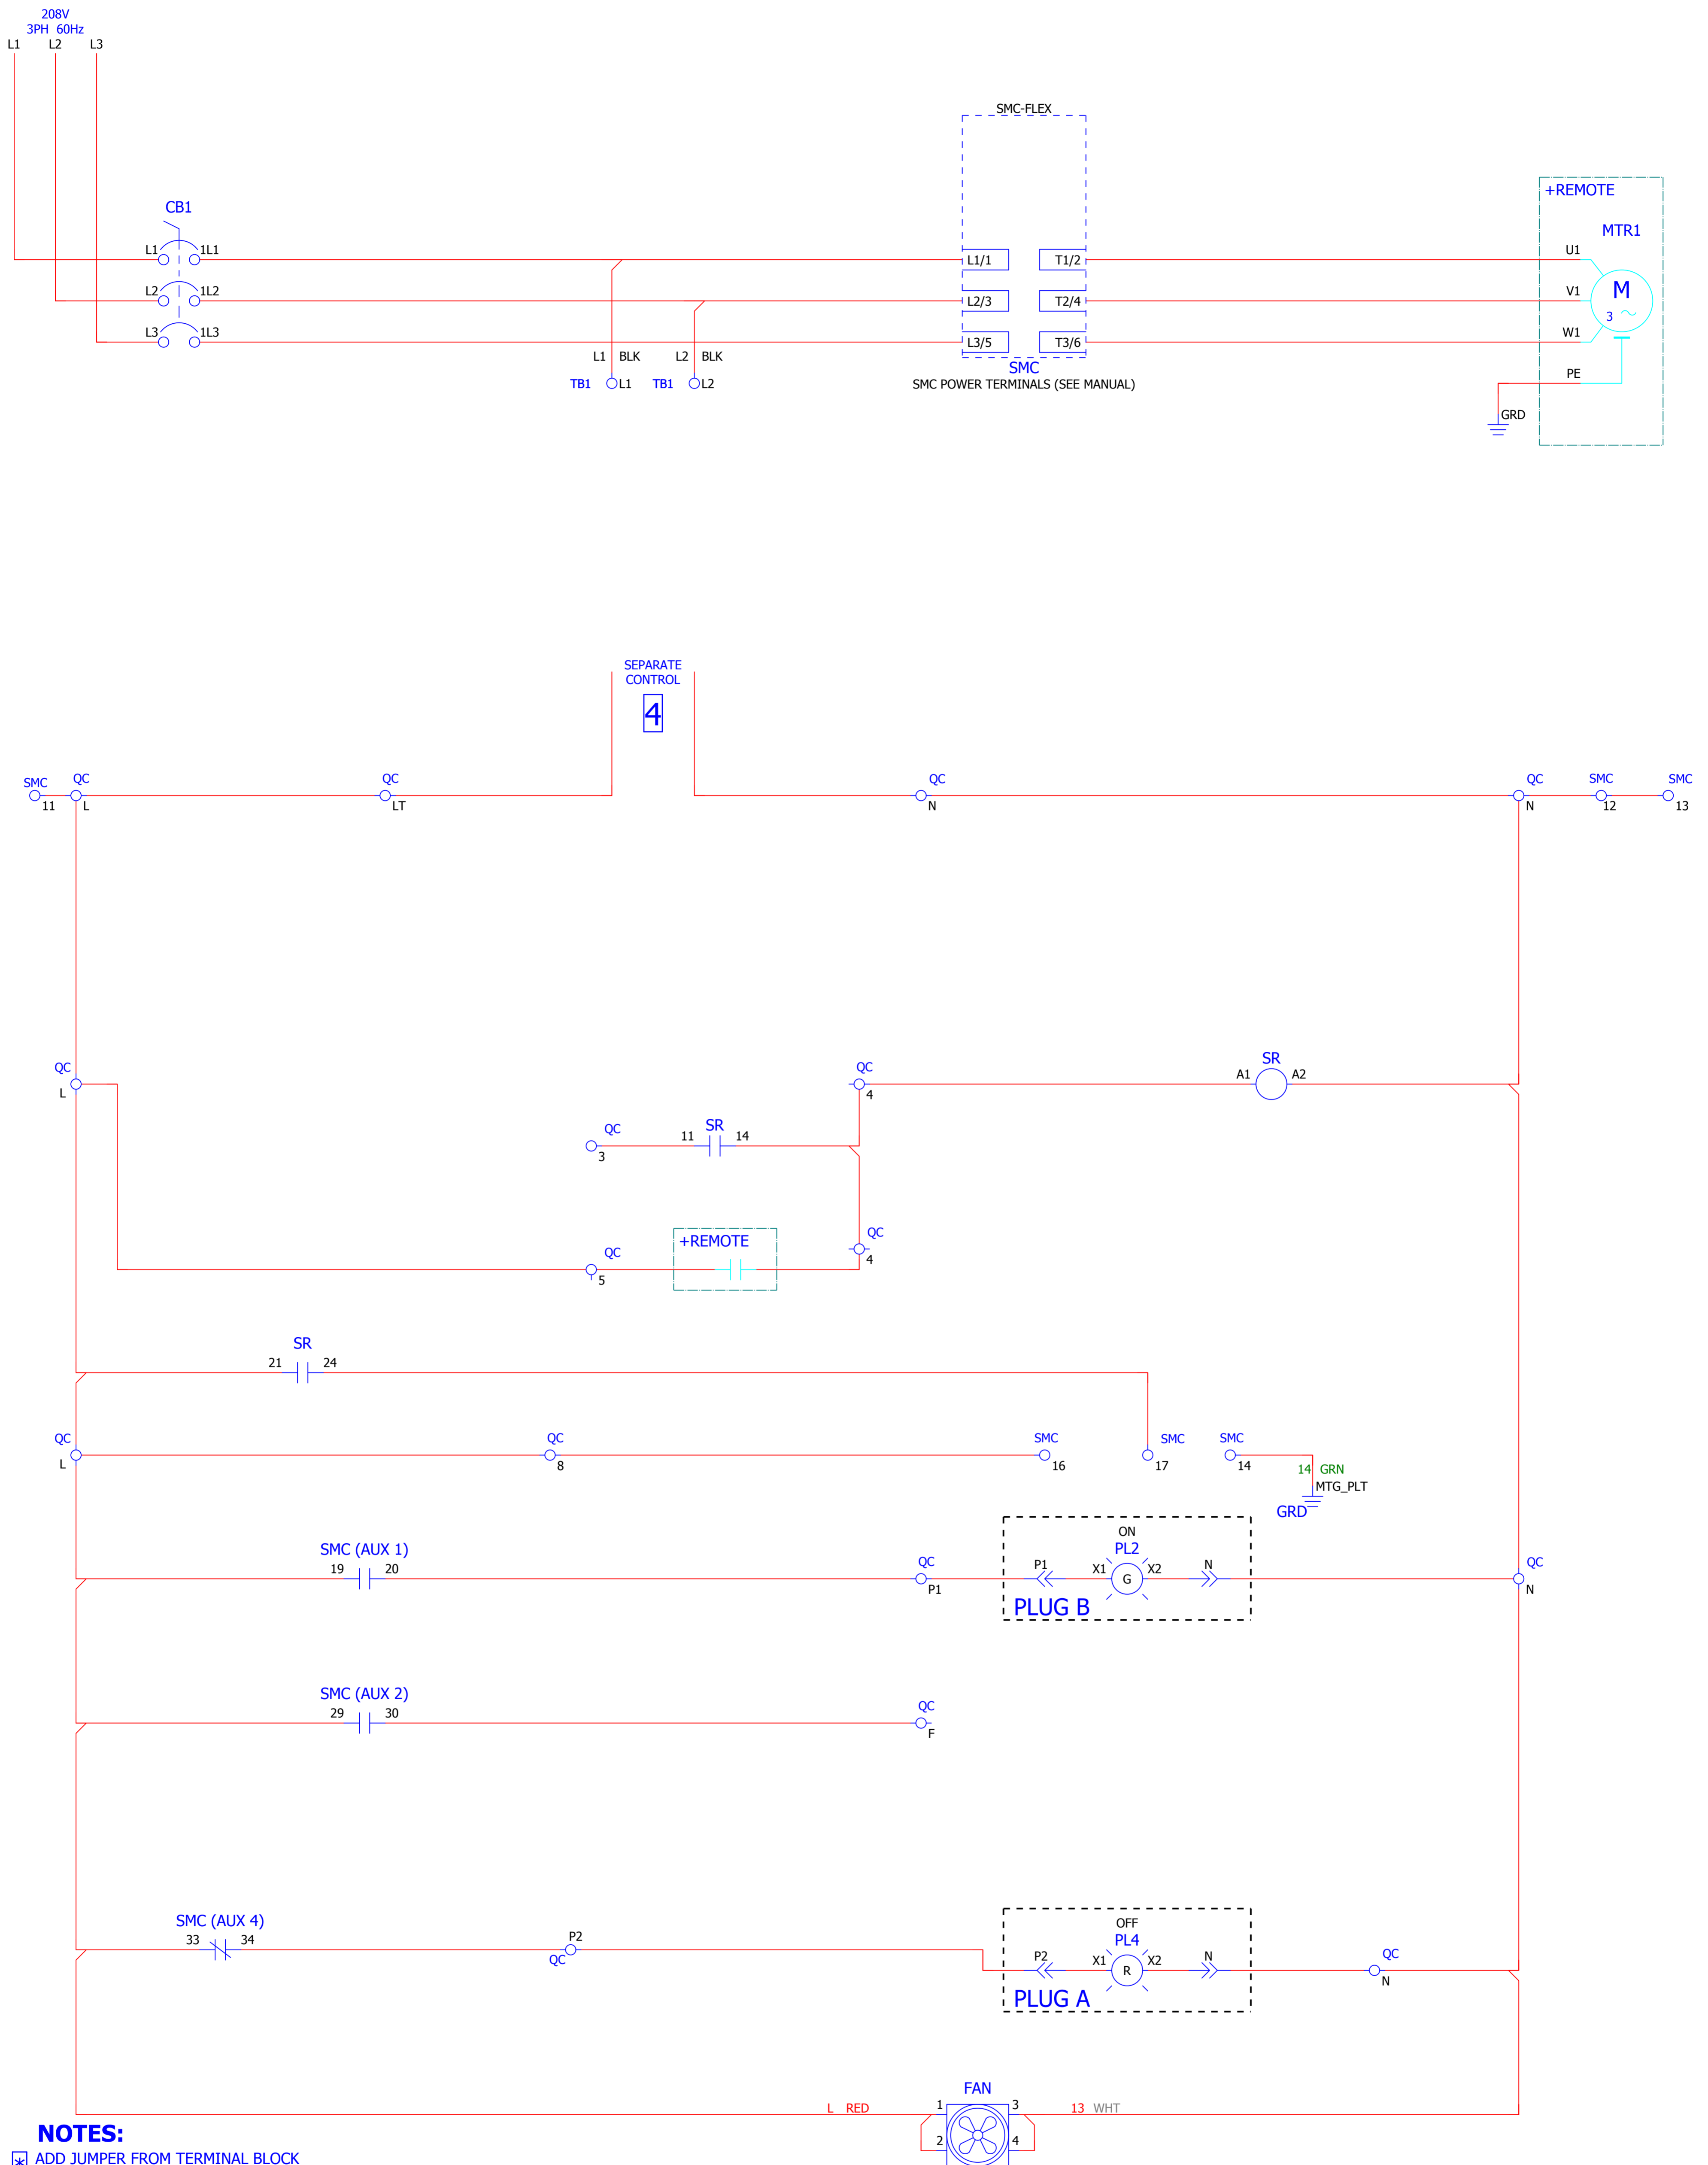 208V
3PH 60Hz
L1 L2 L3
SMC-FLEX
+REMOTE
CB1
MTR1
L1 1L1 L1/1 T1/2 U1
L2 1L2 L2/3 T2/4 V1 M
3
L3 1L3 L3/5 T3/6 W1
L1 BLK L2 BLK
SMC
PE
TB1 L1 TB1 L2
SMC POWER TERMINALS (SEE MANUAL)
GRD
SEPARATE
CONTROL
4
SMC QC QC QC QC SMC SMC
11 L LT N N 12 13
QC QC SR
A1 A2
L 4
QC SR
11 14
3
QC
+REMOTE
QC
4
5
SR
21 24
QC QC SMC SMC SMC
L 8 16 17 14
14 GRN
MTG_PLT
GRD
ON
SMC (AUX 1) PL2
19 20 QC P1 X1 X2 N QC
G
P1 N
PLUG B
SMC (AUX 2)
29 30 QC
F
SMC (AUX 4) OFF
33 34 P2 PL4
QC P2 X1 X2 N QC
R
N
PLUG A
FAN
L RED 1 3 13 WHT
NOTES:
2 4
* ADD JUMPER FROM TERMINAL BLOCK